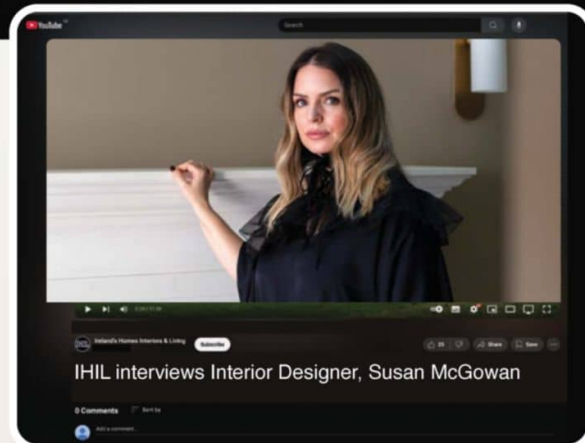 YouTube
Search
Ireland's Homes Interiors & Living
Subscribe
Share
Save
IHIL interviews Interior Designer, Susan McGowan
0 Comments
Sort by
Add a comment...